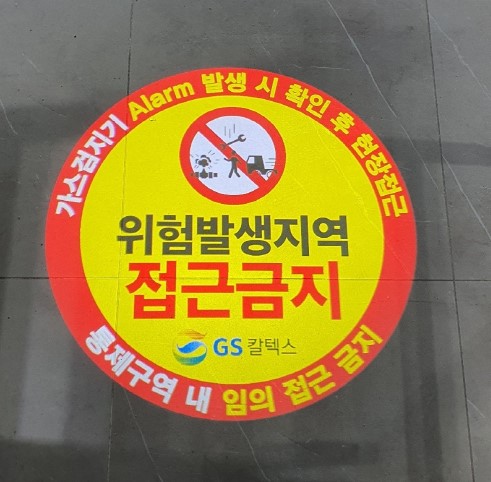 가스검지기 Alarm 발생 시 확인 후 현장접근
위험발생지역
접근금지
GS 칼텍스
통제구역 내 임의 접근 금지